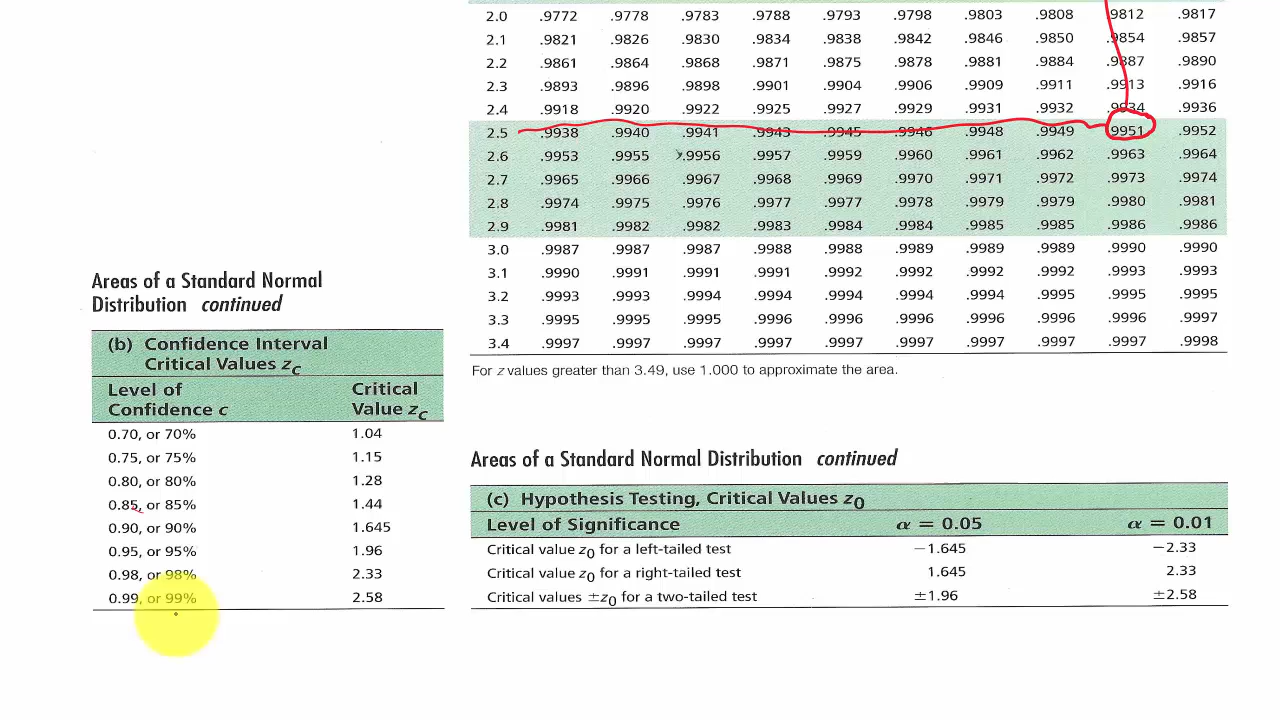 2.0 .9772 .9778 .9783 .9788 .9793 .9798 .9803 .9808 .9812 .9817
2.1 .9821 .9826 .9830 .9834 .9838 .9842 .9846 .9850 .9854 .9857
2.2 .9861 .9864 .9868 .9871 .9875 .9878 .9881 .9884 .9887 .9890
2.3 .9893 .9896 .9898 .9901 .9904 .9906 .9909 .9911 .9913 .9916
2.4 .9918 .9920 .9922 .9925 .9927 .9929 .9931 .9932 .9934 .9936
2.5 .9938 .9940 .9941 .9943 .9945 .9946 .9948 .9949 .9951 .9952
2.6 .9953 .9955 .9956 .9957 .9959 .9960 .9961 .9962 .9963 .9964
2.7 .9965 .9966 .9967 .9968 .9969 .9970 .9971 .9972 .9973 .9974
2.8 .9974 .9975 .9976 .9977 .9977 .9978 .9979 .9979 .9980 .9981
2.9 .9981 .9982 .9982 .9983 .9984 .9984 .9985 .9985 .9986 .9986
3.0 .9987 .9987 .9987 .9988 .9988 .9989 .9989 .9989 .9990 .9990
3.1 .9990 .9991 .9991 .9991 .9992 .9992 .9992 .9992 .9993 .9993
3.2 .9993 .9993 .9994 .9994 .9994 .9994 .9994 .9995 .9995 .9995
3.3 .9995 .9995 .9995 .9996 .9996 .9996 .9996 .9996 .9996 .9997
3.4 .9997 .9997 .9997 .9997 .9997 .9997 .9997 .9997 .9997 .9998
For z values greater than 3.49, use 1.000 to approximate the area.
Areas of a Standard Normal
Distribution continued
(b) Confidence Interval
Critical Values zc
Level of Critical
Confidence c Value zc
0.70, or 70% 1.04
0.75, or 75% 1.15
0.80, or 80% 1.28
0.85, or 85% 1.44
0.90, or 90% 1.645
0.95, or 95% 1.96
0.98, or 98% 2.33
0.99, or 99% 2.58
Areas of a Standard Normal Distribution continued
(c) Hypothesis Testing, Critical Values z0
Level of Significance α = 0.05 α = 0.01
Critical value z0 for a left-tailed test −1.645 −2.33
Critical value z0 for a right-tailed test 1.645 2.33
Critical values ±z0 for a two-tailed test ±1.96 ±2.58